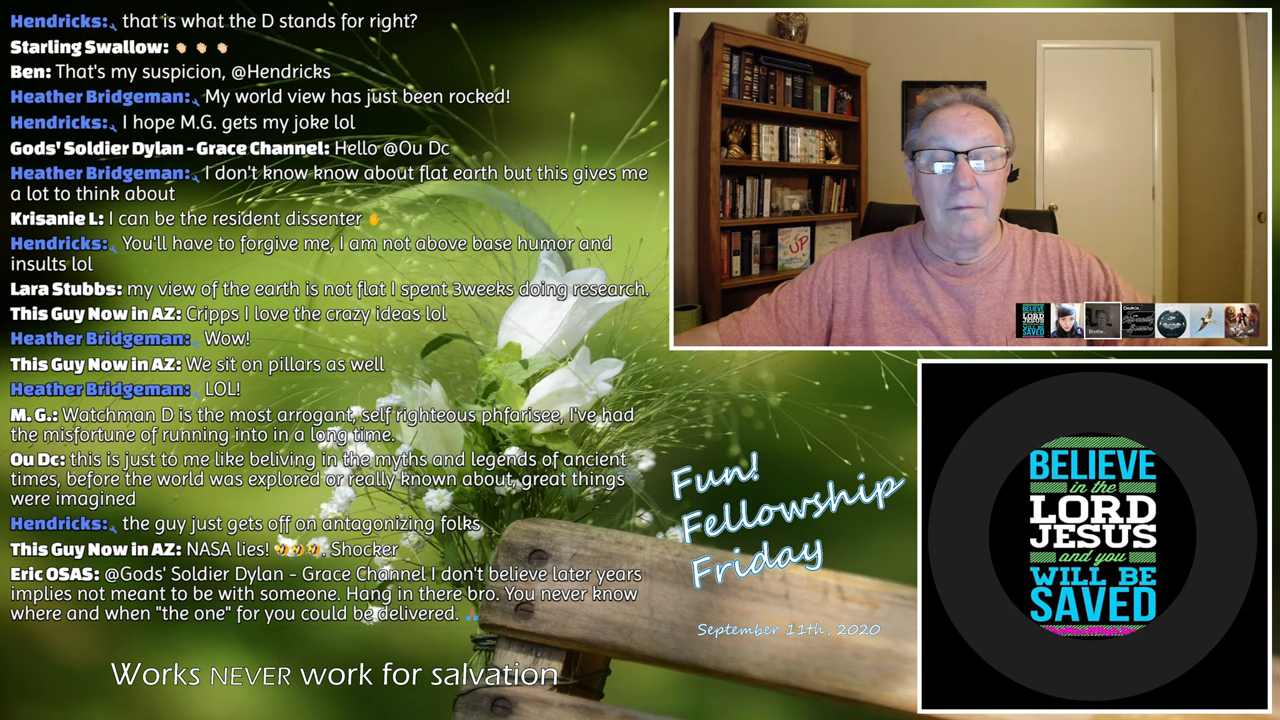 Hendricks: that is what the D stands for right?
Starling Swallow: 👏🏻 👏🏻 👏🏻
Ben: That's my suspicion, @Hendricks
Heather Bridgeman: My world view has just been rocked!
Hendricks: I hope M.G. gets my joke lol
Gods' Soldier Dylan - Grace Channel: Hello @Ou Dc
Heather Bridgeman: I don't know know about flat earth but this gives me
a lot to think about
Krisanie L: I can be the resident dissenter ✋
Hendricks: You'll have to forgive me, I am not above base humor and
insults lol
Lara Stubbs: my view of the earth is not flat I spent 3weeks doing research.
This Guy Now in AZ: Cripps I love the crazy ideas lol
Heather Bridgeman: Wow!
This Guy Now in AZ: We sit on pillars as well
Heather Bridgeman: LOL!
M. G.: Watchman D is the most arrogant, self righteous phfarisee, I've had
the misfortune of running into in a long time.
Ou Dc: this is just to me like beliving in the myths and legends of ancient
times, before the world was explored or really known about, great things
were imagined
Hendricks: the guy just gets off on antagonizing folks
This Guy Now in AZ: NASA lies! 🤣🤣🤣. Shocker
Eric OSAS: @Gods' Soldier Dylan - Grace Channel I don't believe later years
implies not meant to be with someone. Hang in there bro. You never know
where and when "the one" for you could be delivered.
Works NEVER work for salvation
UP
BELIEVE
LORD
JESUS
WILL BE
SAVED
Brothe...
CHURCH
Fun!
Fellowship
Friday
September 11th, 2020
BELIEVE
in the
LORD
JESUS
and you
WILL BE
SAVED